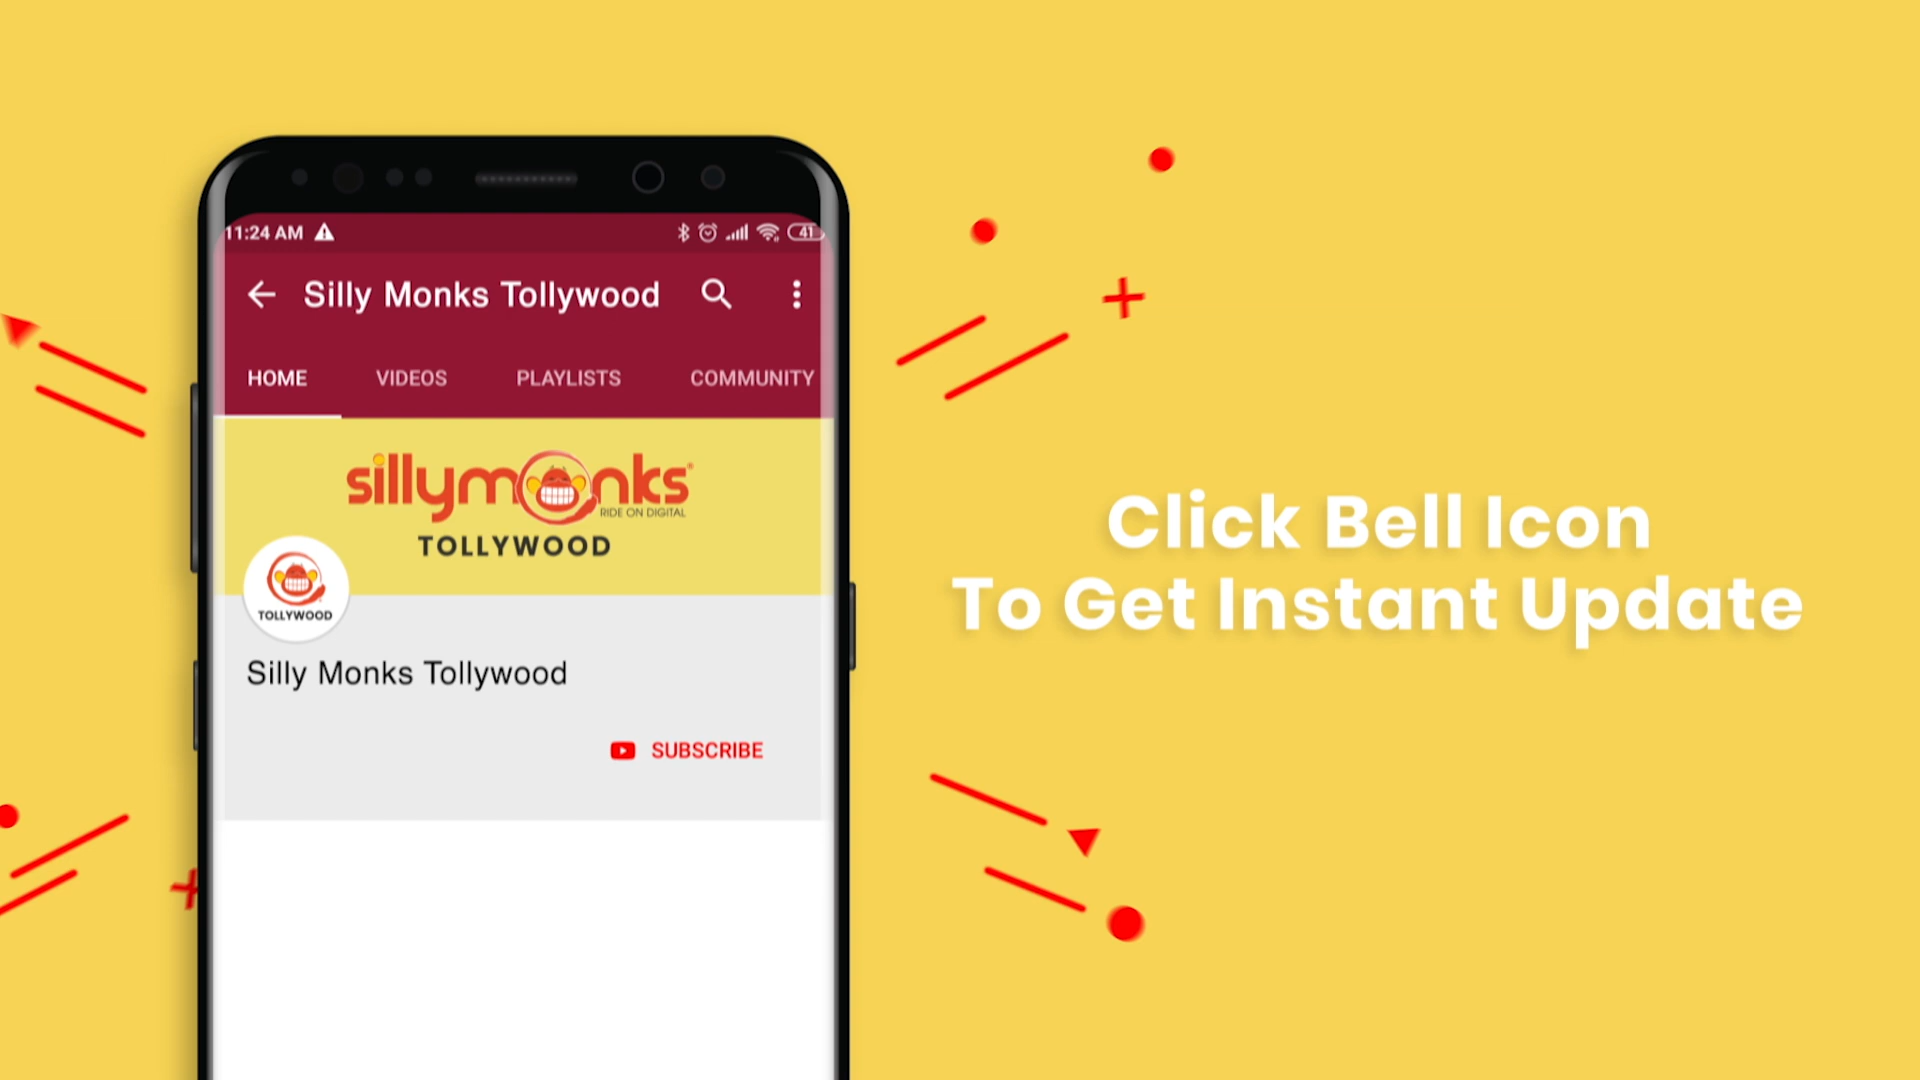 11:24 AM
41
Silly Monks Tollywood
HOME
VIDEOS
PLAYLISTS
COMMUNITY
sillymonks
RIDE ON DIGITAL
TOLLYWOOD
TOLLYWOOD
Silly Monks Tollywood
SUBSCRIBE
Click Bell Icon
To Get Instant Update